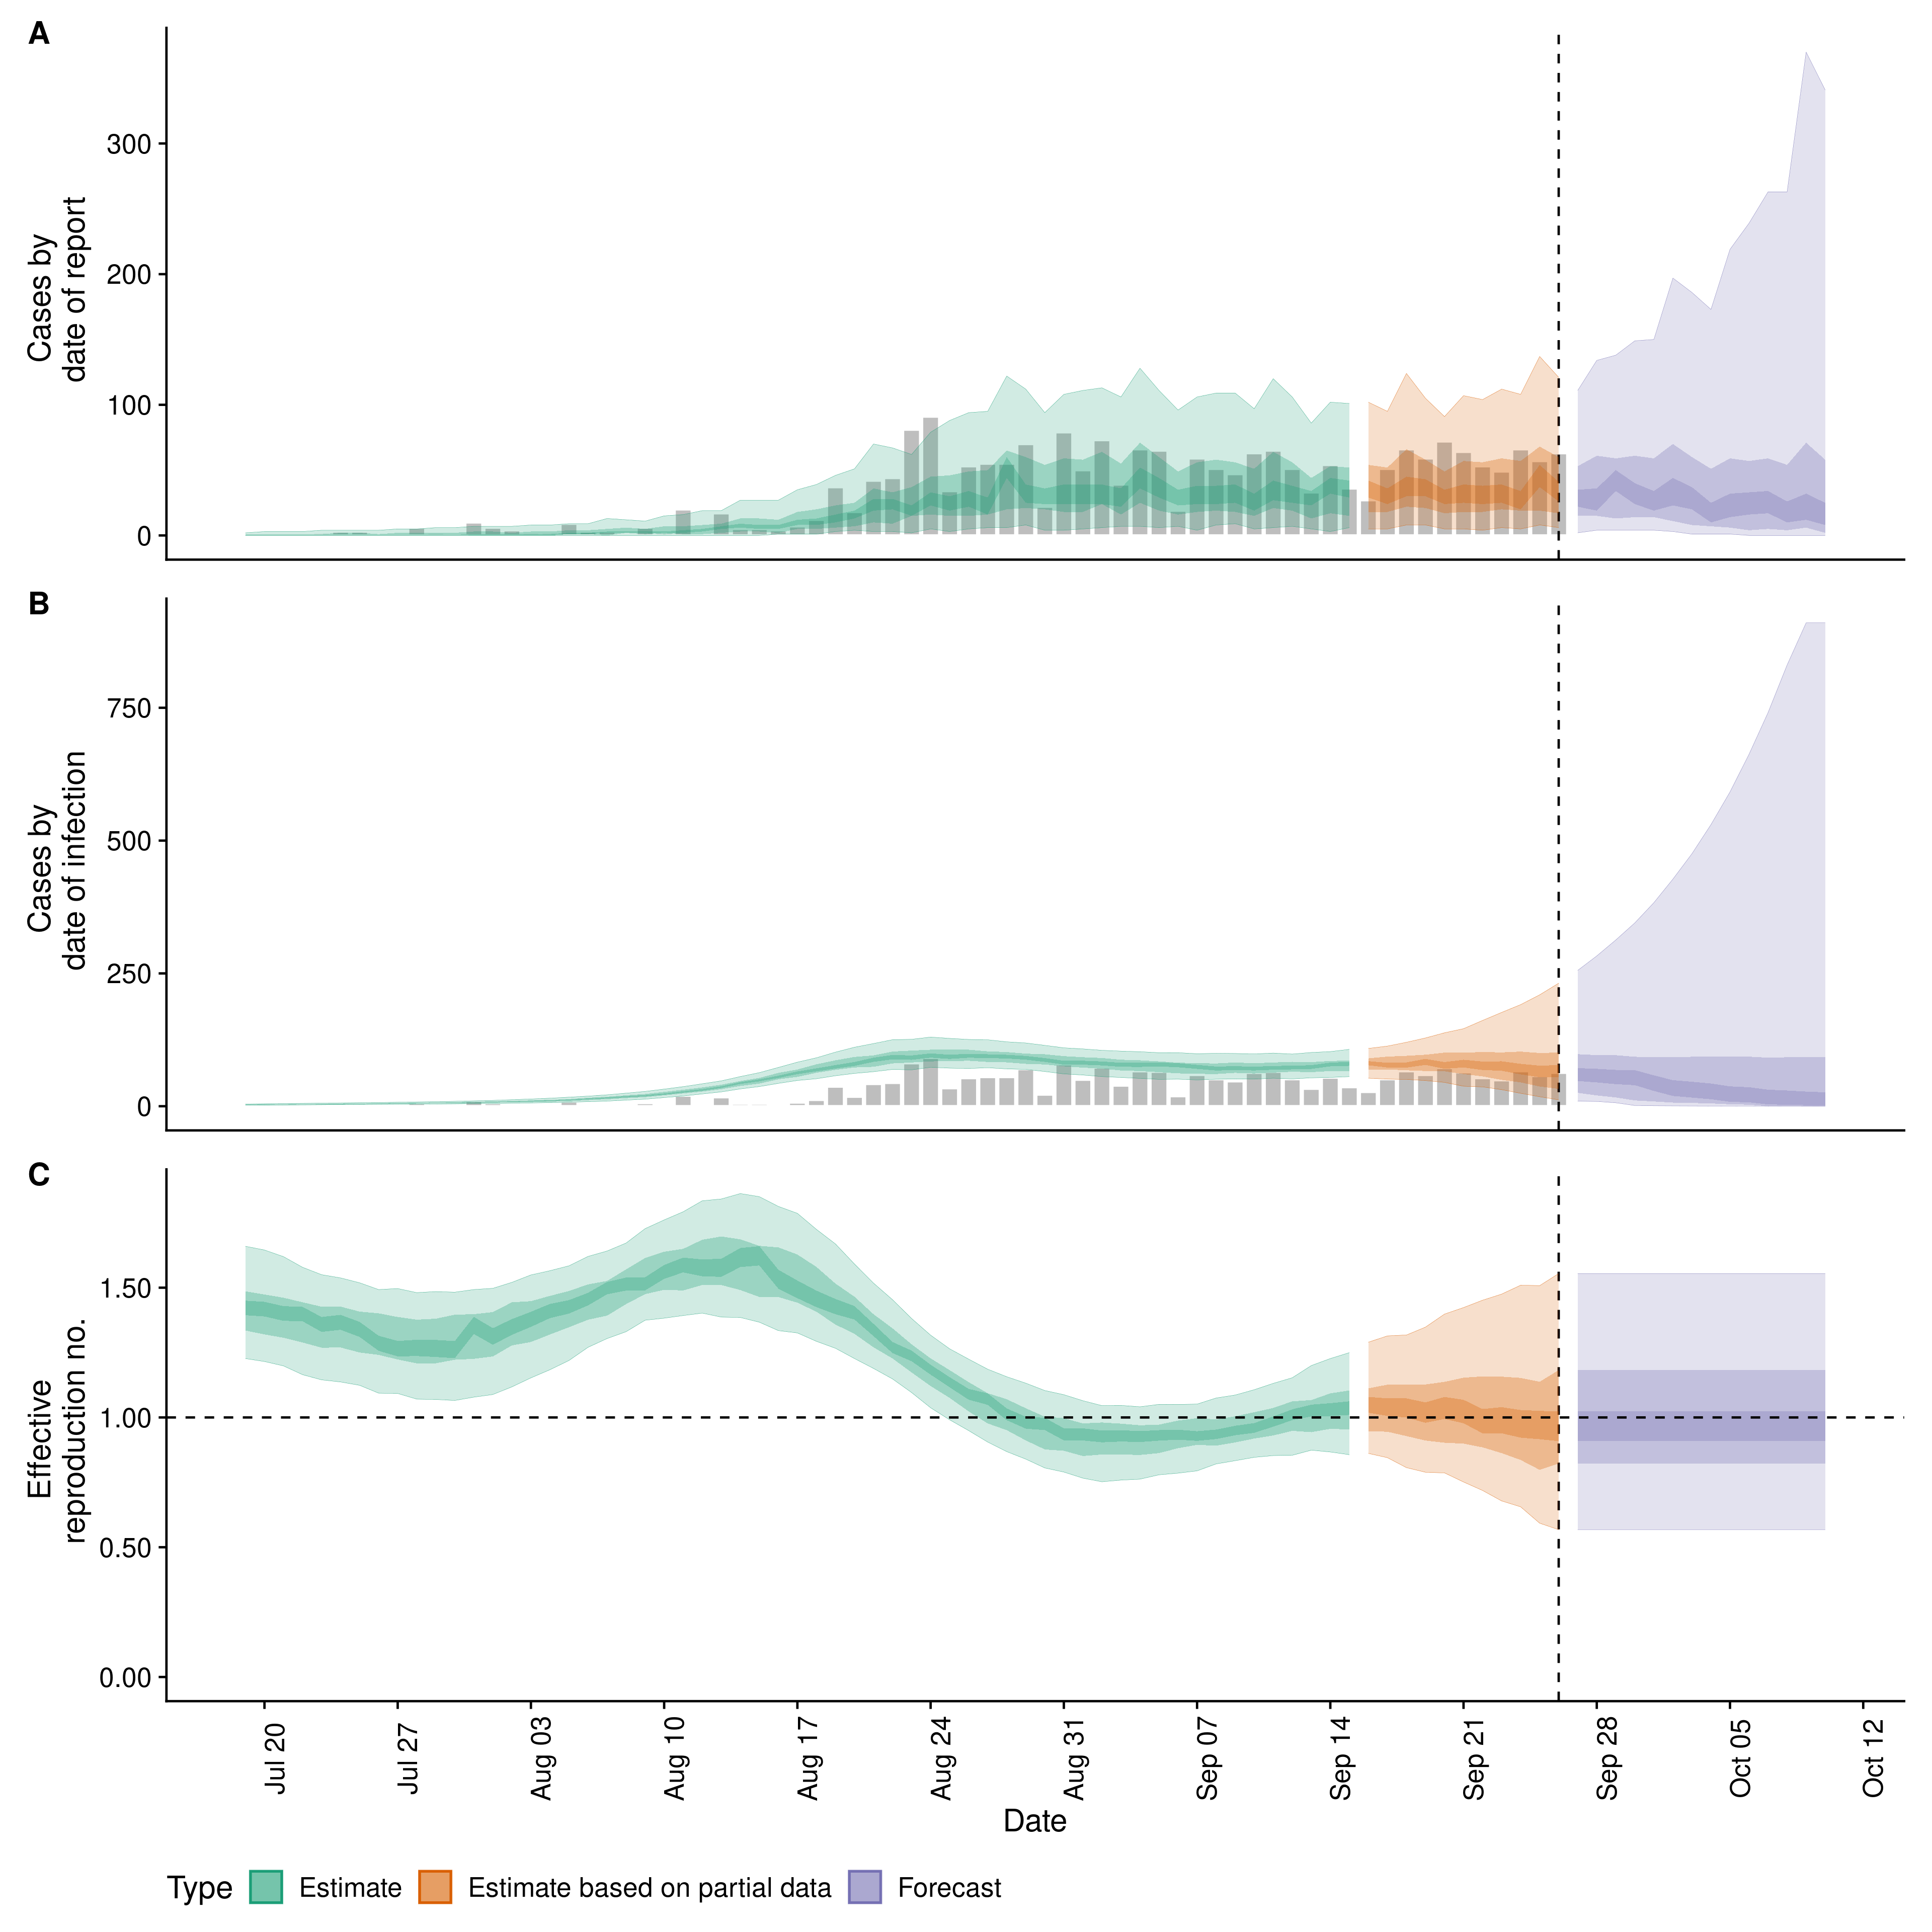 A
Cases by
date of report
300
200
100
0
B
Cases by
date of infection
750
500
250
0
C
Effective
reproduction no.
1.50
1.00
0.50
0.00
Jul 20
Jul 27
Aug 03
Aug 10
Aug 17
Aug 24
Aug 31
Sep 07
Sep 14
Sep 21
Sep 28
Oct 05
Oct 12
Date
Type Estimate Estimate based on partial data Forecast